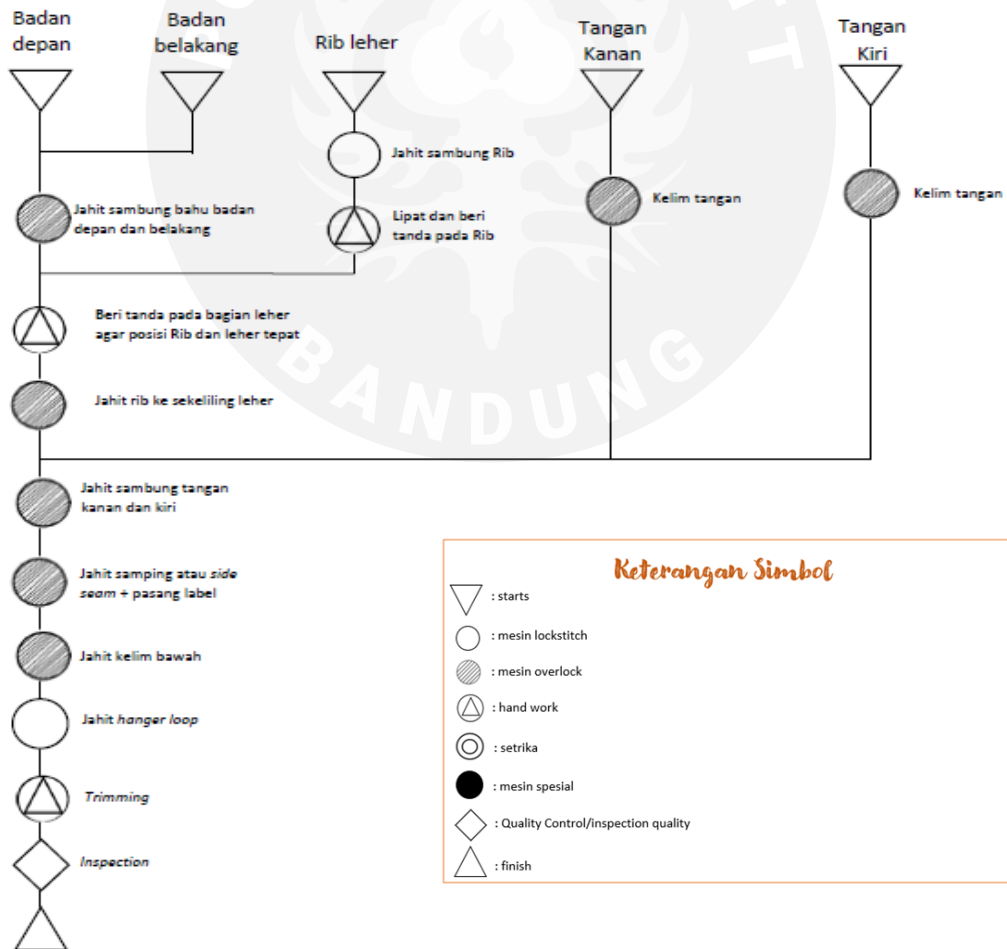 Badan
depan
Badan
belakang
Rib leher
Tangan
Kanan
Tangan
Kiri
Jahit sambung Rib
Jahit sambung bahu badan
depan dan belakang
Lipat dan beri
tanda pada Rib
Kelim tangan
Kelim tangan
Beri tanda pada bagian leher
agar posisi Rib dan leher tepat
Jahit rib ke sekeliling leher
BANDUNG
Jahit sambung tangan
kanan dan kiri
Jahit samping atau side
seam + pasang label
Jahit kelim bawah
Jahit hanger loop
Trimming
Inspection
Keterangan Simbol
: starts
: mesin lockstitch
: mesin overlock
: hand work
: setrika
: mesin spesial
: Quality Control/inspection quality
: finish